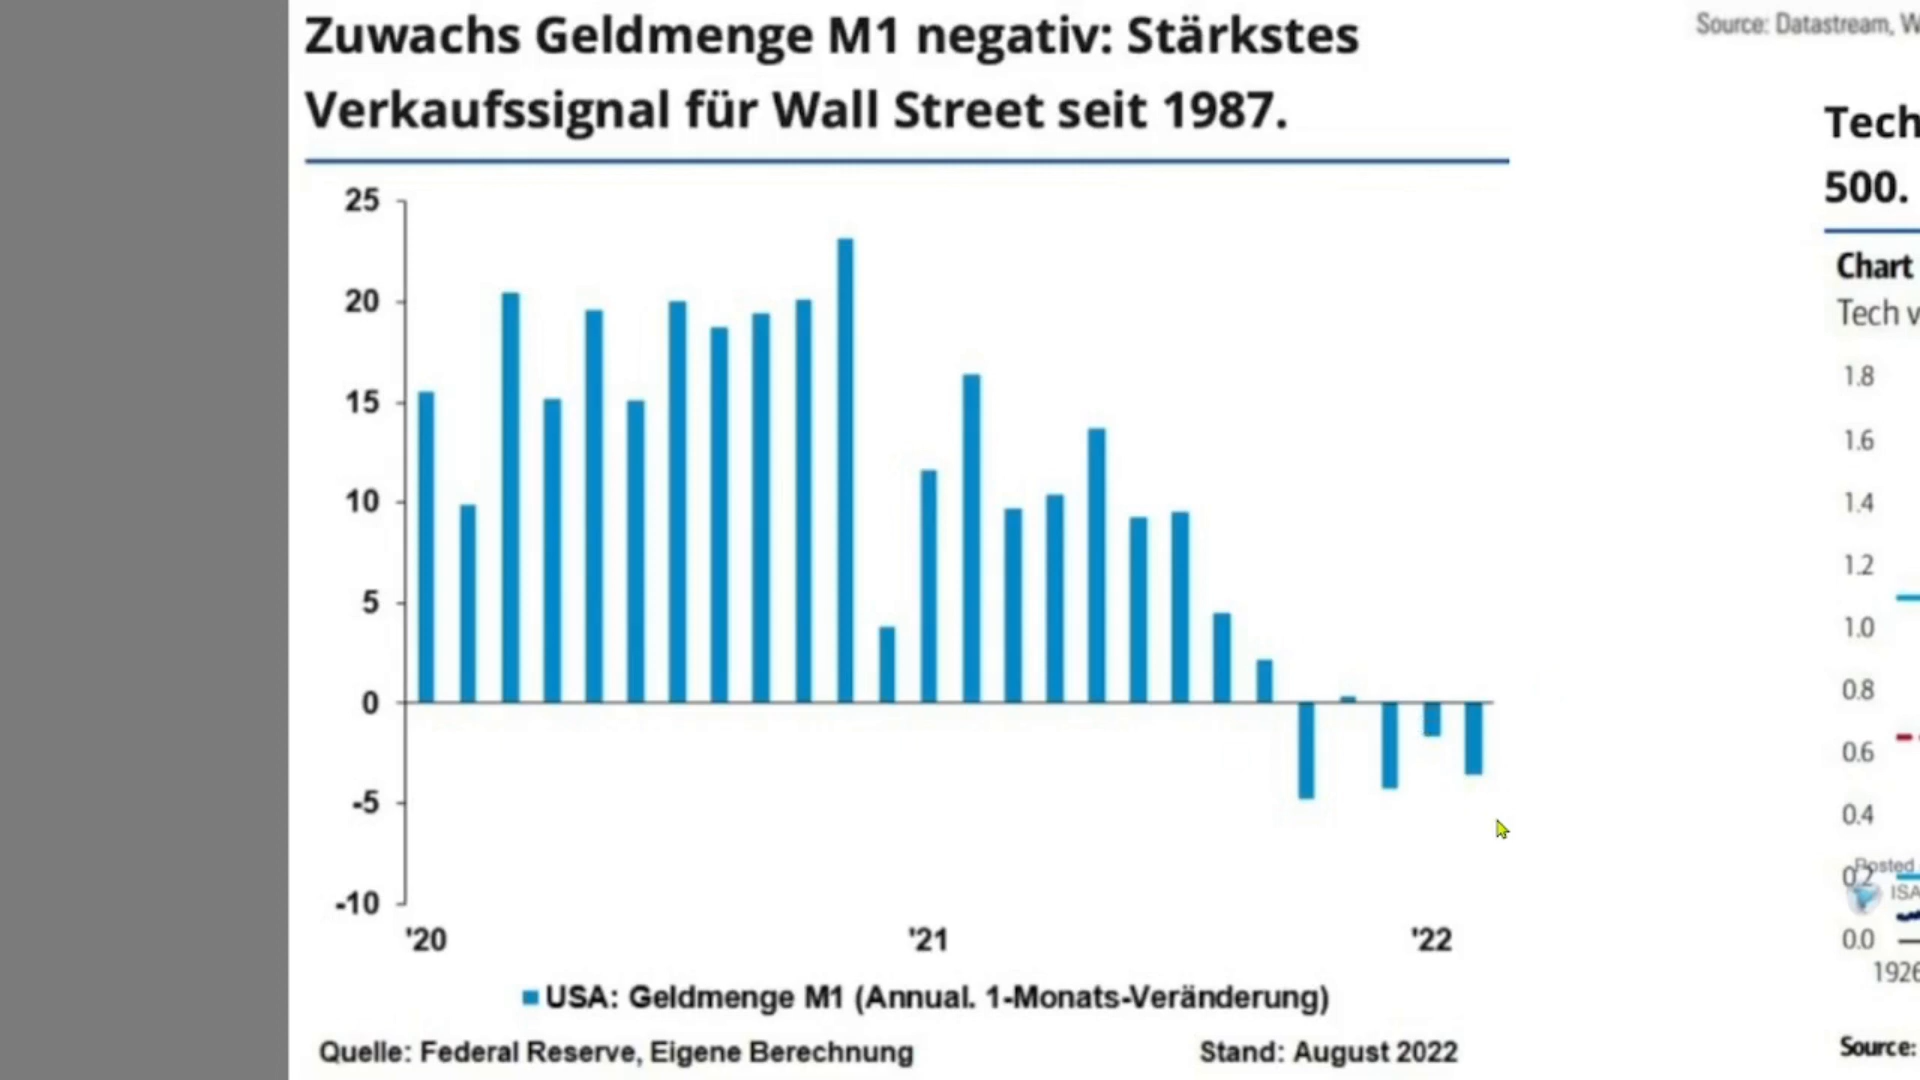 Zuwachs Geldmenge M1 negativ: Stärkstes
Verkaufssignal für Wall Street seit 1987.
25
20
15
10
5
0
-5
-10
'20 '21 '22
USA: Geldmenge M1 (Annual. 1-Monats-Veränderung)
Quelle: Federal Reserve, Eigene Berechnung
Stand: August 2022
Source: Datastream, W
Tech
500.
Chart
Tech v
1.8
1.6
1.4
1.2
1.0
0.8
0.6
0.4
Posted
0.2
ISA
0.0
1926
Source: